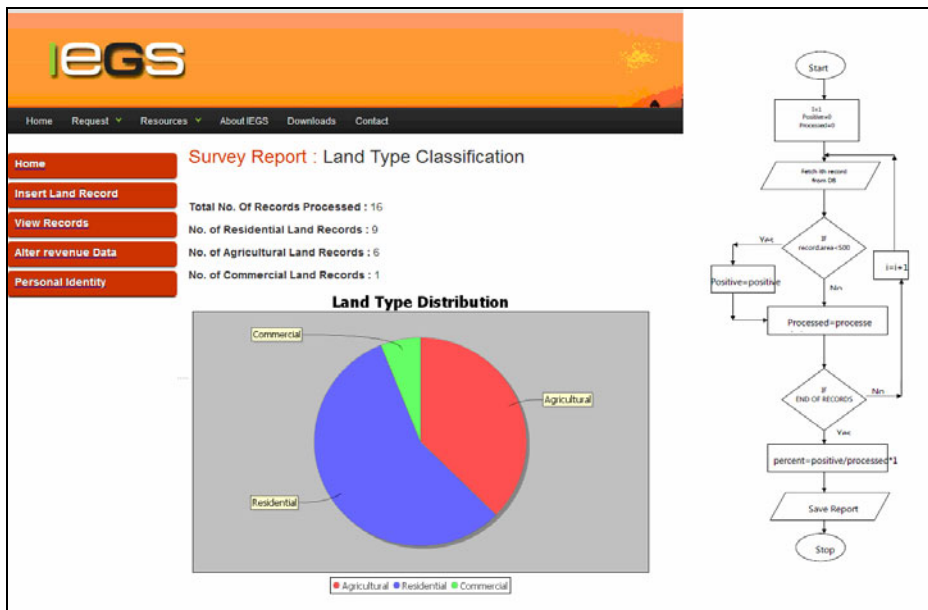 IEGS
Home Request Resources About IEGS Downloads Contact
Home
Insert Land Record
View Records
Alter revenue Data
Personal Identity
Survey Report : Land Type Classification
Total No. Of Records Processed : 16
No. of Residential Land Records : 9
No. of Agricultural Land Records : 6
No. of Commercial Land Records : 1
Land Type Distribution
Commercial
Agricultural
Residential
Agricultural Residential Commercial
Start
I=1
Positive=0
Processed=0
Fetch ith record
from DB
If
record.area<500
Yes
No
Positive=positive
i=i+1
Processed=processe
If
END OF RECORDS
No
Yes
percent=positive/processed*1
Save Report
Stop